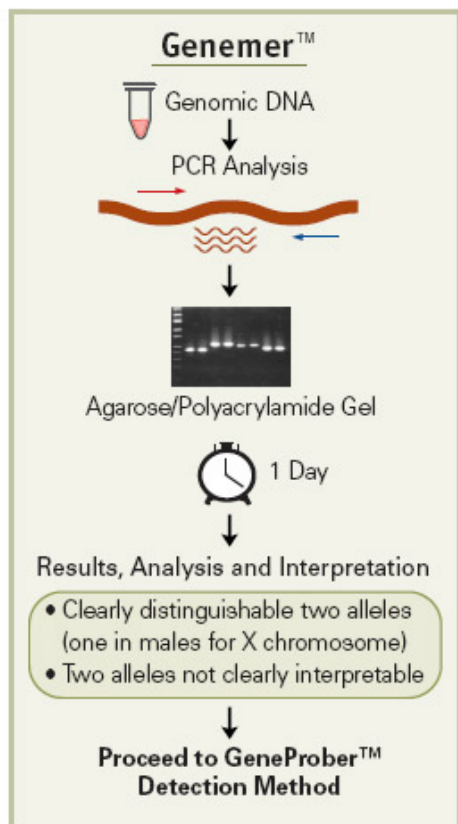 Genemer™
Genomic DNA
PCR Analysis
Agarose/Polyacrylamide Gel
1 Day
Results, Analysis and Interpretation
• Clearly distinguishable two alleles
(one in males for X chromosome)
• Two alleles not clearly interpretable
Proceed to GeneProber™
Detection Method